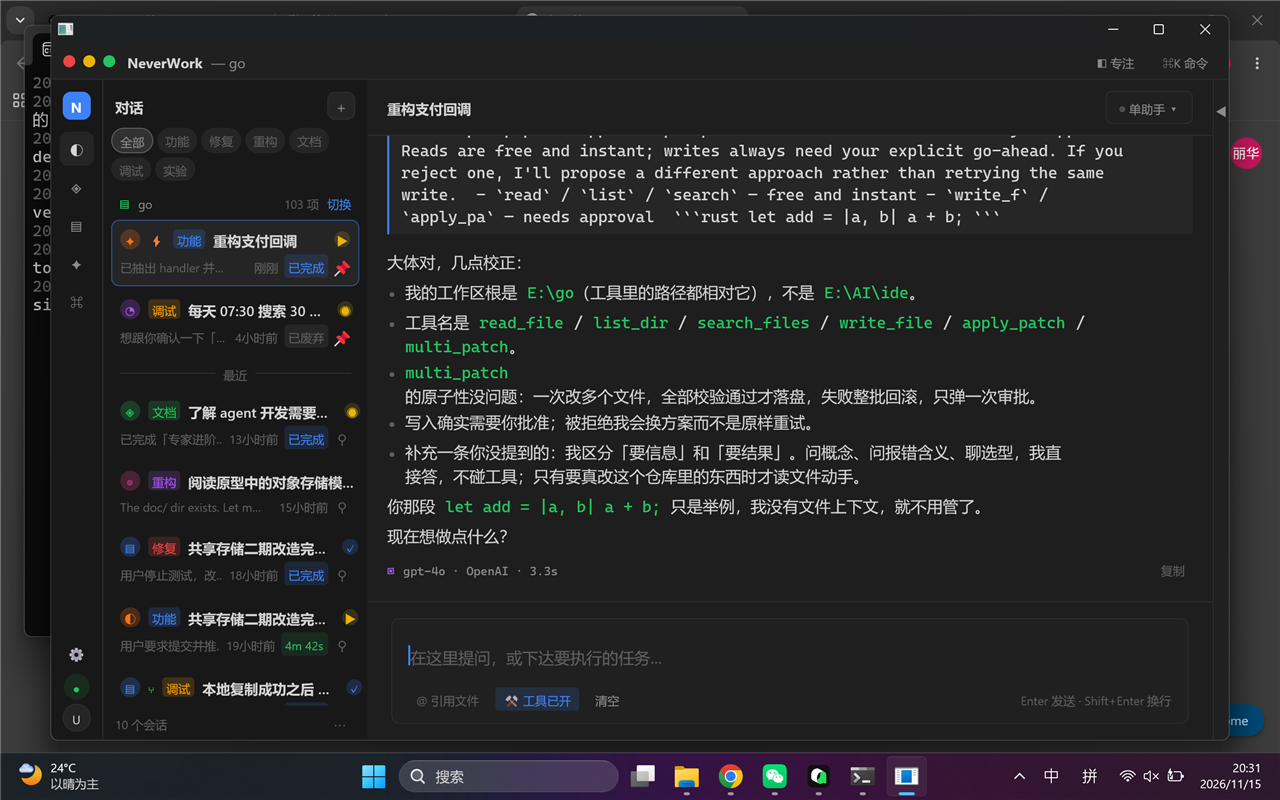 NeverWork — go
专注
⌘K 命令
N
对话
+
全部
功能
修复
重构
文档
调试
实验
go
103 项
切换
功能
重构支付回调
已抽出 handler 并...
刚刚
已完成
调试
每天 07:30 搜索 30 ...
想跟你确认一下「...
4小时前
已废弃
最近
文档
了解 agent 开发需要...
已完成「专家进阶..
13小时前
已完成
重构
阅读原型中的对象存储模...
The doc/ dir exists. Let m...
15小时前
修复
共享存储二期改造完...
用户停止测试，改..
18小时前
已完成
功能
共享存储二期改造完...
用户要求提交并推.
19小时前
4m 42s
调试
本地复制成功之后 ...
10 个会话
...
U
重构支付回调
单助手
Reads are free and instant; writes always need your explicit go-ahead. If you
reject one, I'll propose a different approach rather than retrying the same
write. — `read` / `list` / `search` — free and instant — `write_f` /
`apply_pa` — needs approval ```rust let add = |a, b| a + b; ```
大体对，几点校正：
• 我的工作区根是 E:\go（工具里的路径都相对它），不是 E:\AI\ide。
• 工具名是 read_file / list_dir / search_files / write_file / apply_patch /
multi_patch。
• multi_patch
的原子性没问题：一次改多个文件，全部校验通过才落盘，失败整批回滚，只弹一次审批。
• 写入确实需要你批准；被拒绝我会换方案而不是原样重试。
• 补充一条你没提到的：我区分「要信息」和「要结果」。问概念、问报错含义、聊选型，我直
接答，不碰工具；只有要真改这个仓库里的东西时才读文件动手。
你那段 let add = |a, b| a + b; 只是举例，我没有文件上下文，就不用管了。
现在想做点什么？
gpt-4o · OpenAI · 3.3s
复制
在这里提问，或下达要执行的任务...
@ 引用文件
工具已开
清空
Enter 发送 · Shift+Enter 换行
丽华
24°C
以晴为主
搜索
中
拼
20:31
2026/11/15